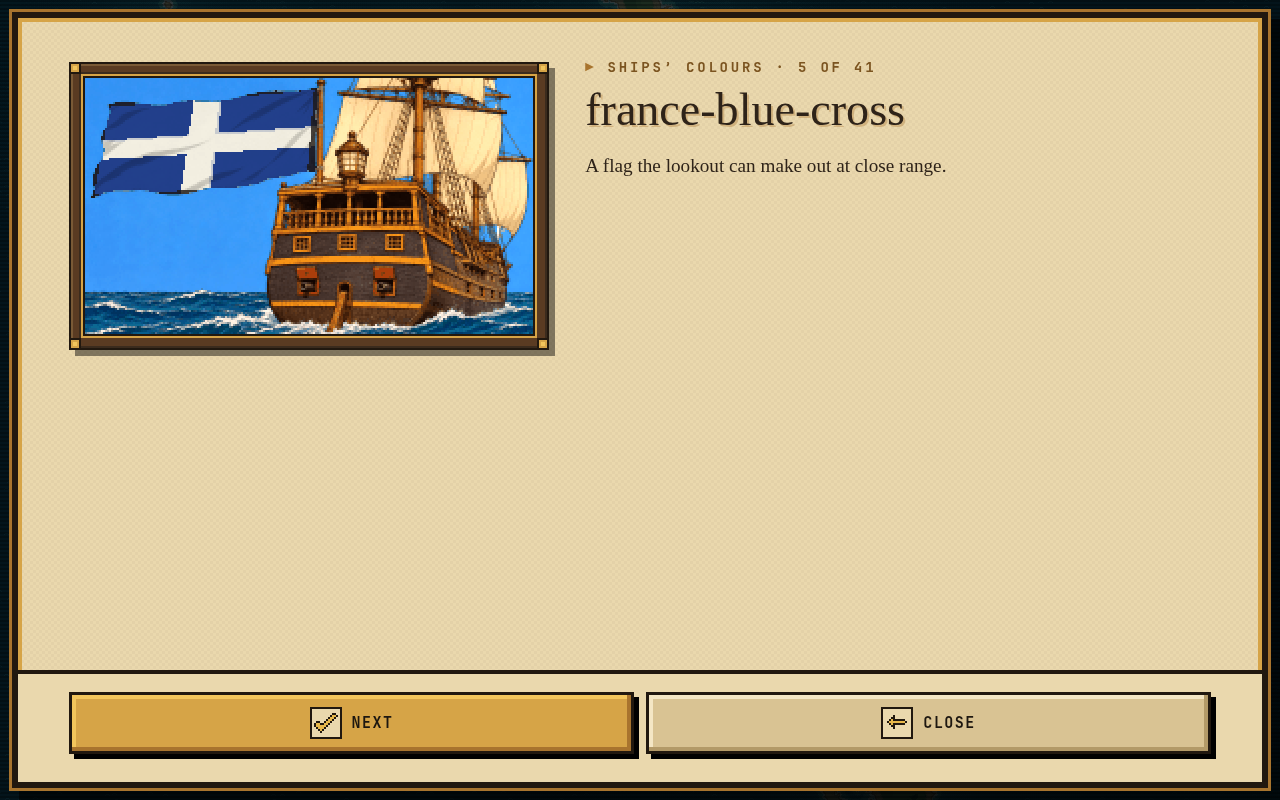 ► SHIPS’ COLOURS · 5 OF 41
france-blue-cross
A flag the lookout can make out at close range.
NEXT
CLOSE